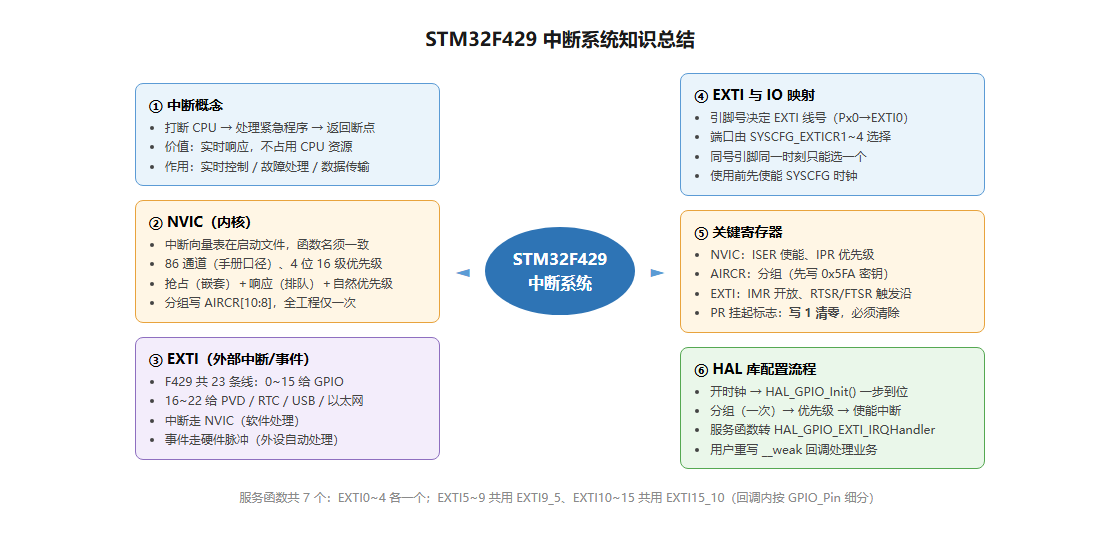 STM32F429 中断系统知识总结
① 中断概念
• 打断 CPU → 处理紧急程序 → 返回断点
• 价值：实时响应，不占用 CPU 资源
• 作用：实时控制 / 故障处理 / 数据传输
② NVIC（内核）
• 中断向量表在启动文件，函数名须一致
• 86 通道（手册口径）、4 位 16 级优先级
• 抢占（嵌套）+ 响应（排队）+ 自然优先级
• 分组写 AIRCR[10:8]，全工程仅一次
③ EXTI（外部中断/事件）
• F429 共 23 条线：0~15 给 GPIO
• 16~22 给 PVD / RTC / USB / 以太网
• 中断走 NVIC（软件处理）
• 事件走硬件脉冲（外设自动处理）
STM32F429
中断系统
④ EXTI 与 IO 映射
• 引脚号决定 EXTI 线号（Px0→EXTI0）
• 端口由 SYSCFG_EXTICR1~4 选择
• 同号引脚同一时刻只能选一个
• 使用前先使能 SYSCFG 时钟
⑤ 关键寄存器
• NVIC：ISER 使能、IPR 优先级
• AIRCR：分组（先写 0x5FA 密钥）
• EXTI：IMR 开放、RTSR/FTSR 触发沿
• PR 挂起标志：写 1 清零，必须清除
⑥ HAL 库配置流程
• 开时钟 → HAL_GPIO_Init() 一步到位
• 分组（一次）→ 优先级 → 使能中断
• 服务函数转 HAL_GPIO_EXTI_IRQHandler
• 用户重写 __weak 回调处理业务
服务函数共 7 个：EXTI0~4 各一个；EXTI5~9 共用 EXTI9_5、EXTI10~15 共用 EXTI15_10（回调内按 GPIO_Pin 细分）